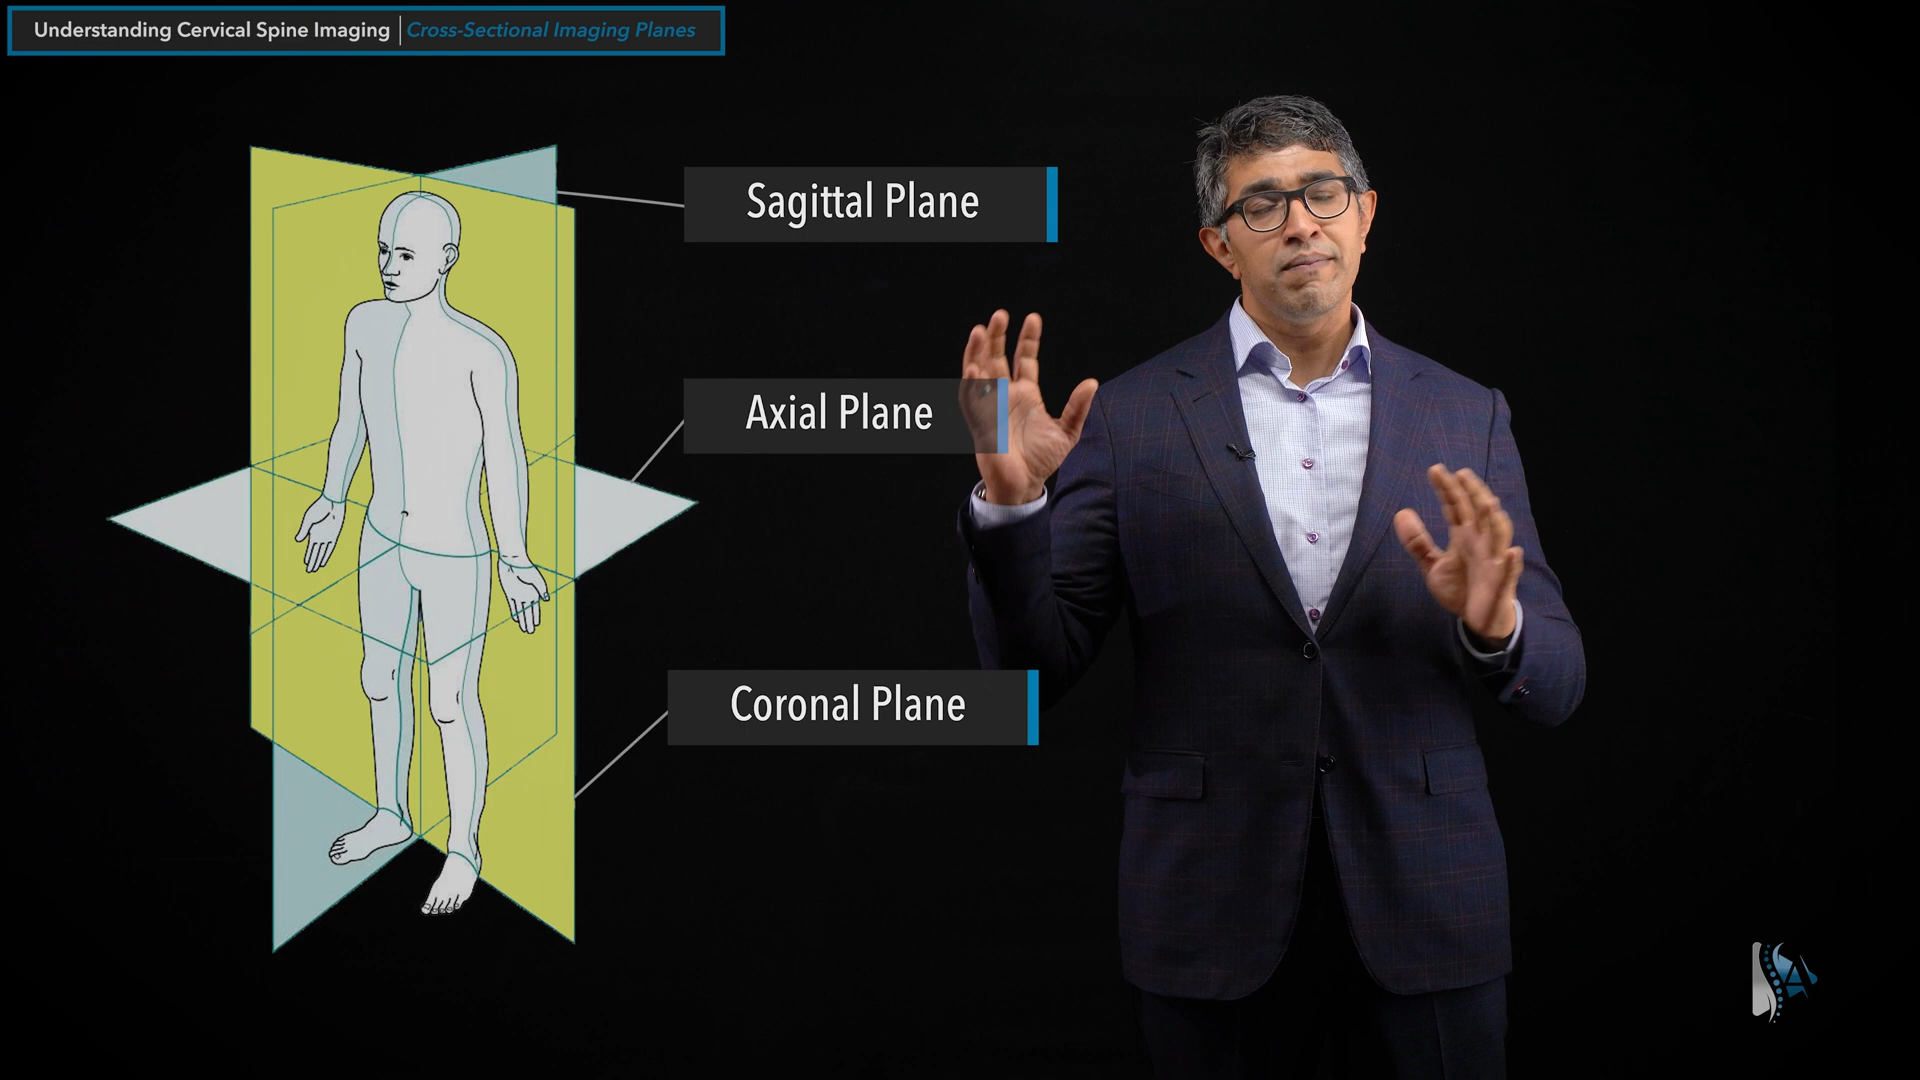 Understanding Cervical Spine Imaging | Cross-Sectional Imaging Planes
Sagittal Plane
Axial Plane
Coronal Plane